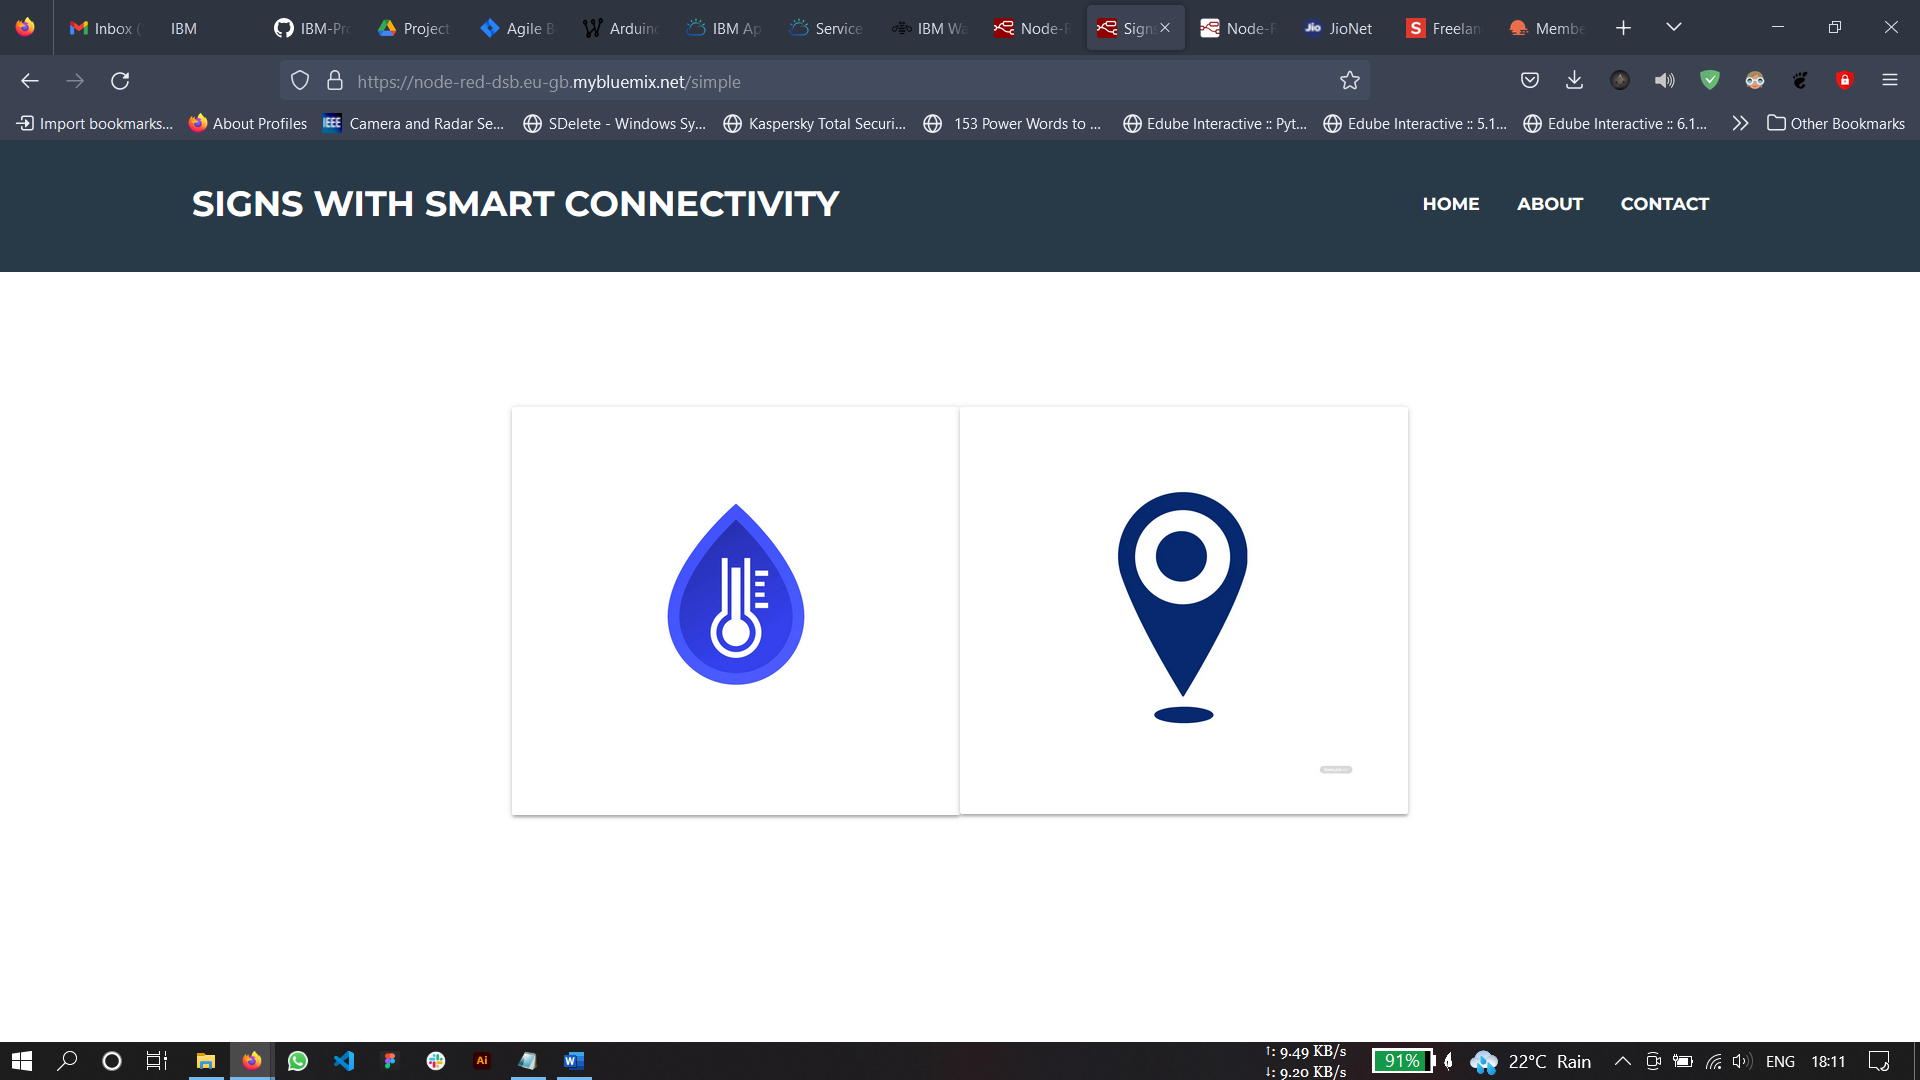 Inbox (
IBM
IBM-Pr
Project
Agile B
Arduino
IBM Ap
Service
IBM Wa
Node-R
Signs
Node-R
JioNet
Freelan
Membe
https://node-red-dsb.eu-gb.mybluemix.net/simple
Import bookmarks...
About Profiles
IEEE
Camera and Radar Se...
SDelete - Windows Sy...
Kaspersky Total Securi...
153 Power Words to ...
Edube Interactive :: Pyt...
Edube Interactive :: 5.1...
Edube Interactive :: 6.1...
Other Bookmarks
SIGNS WITH SMART CONNECTIVITY
HOME
ABOUT
CONTACT
↑: 9.49 KB/s
↓: 9.20 KB/s
91%
22°C Rain
ENG
18:11